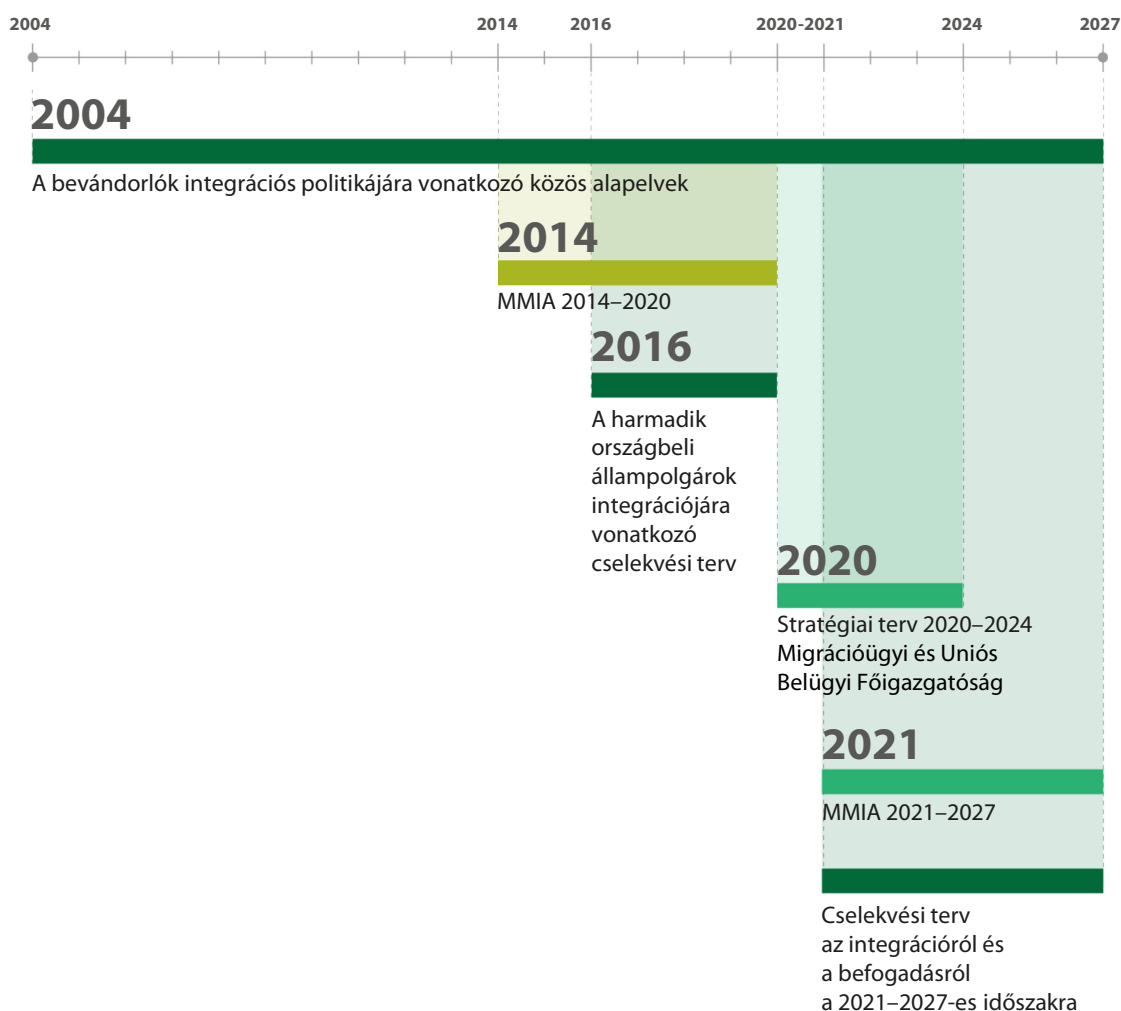 2004 2014 2016 2020-2021 2024 2027
2004
A bevándorlók integrációs politikájára vonatkozó közös alapelvek
2014
MMIA 2014–2020
2016
A harmadik
országbeli
állampolgárok
integrációjára
vonatkozó
cselekvési terv
2020
Stratégiai terv 2020–2024
Migrációügyi és Uniós
Belügyi Főigazgatóság
2021
MMIA 2021–2027
Cselekvési terv
az integrációról és
a befogadásról
a 2021–2027-es időszakra